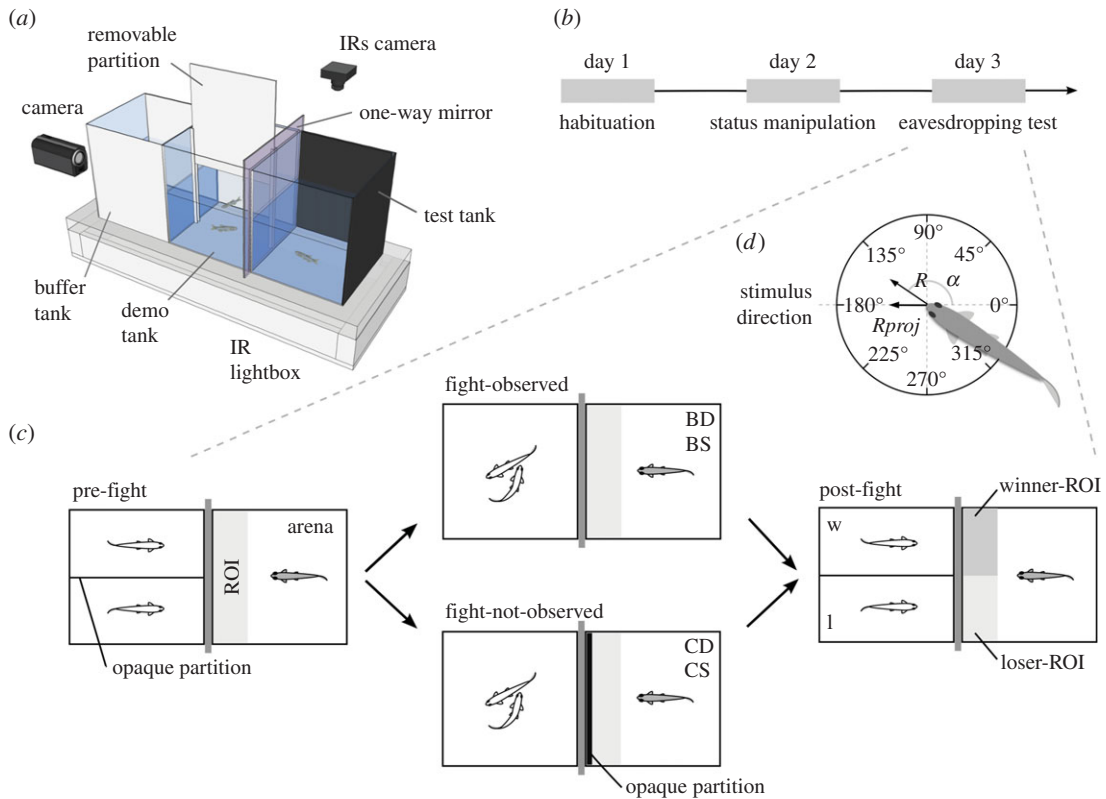 (a)
removable
partition
IRs camera
camera
one-way mirror
test tank
buffer
tank
demo
tank
IR
lightbox
(b)
day 1
day 2
day 3
habituation
status manipulation
eavesdropping test
(d)
90°
135°
45°
R
α
stimulus
direction
180°
0°
Rproj
225°
315°
270°
(c)
pre-fight
arena
ROI
opaque partition
fight-observed
BD
BS
fight-not-observed
CD
CS
opaque partition
post-fight
winner-ROI
w
l
loser-ROI